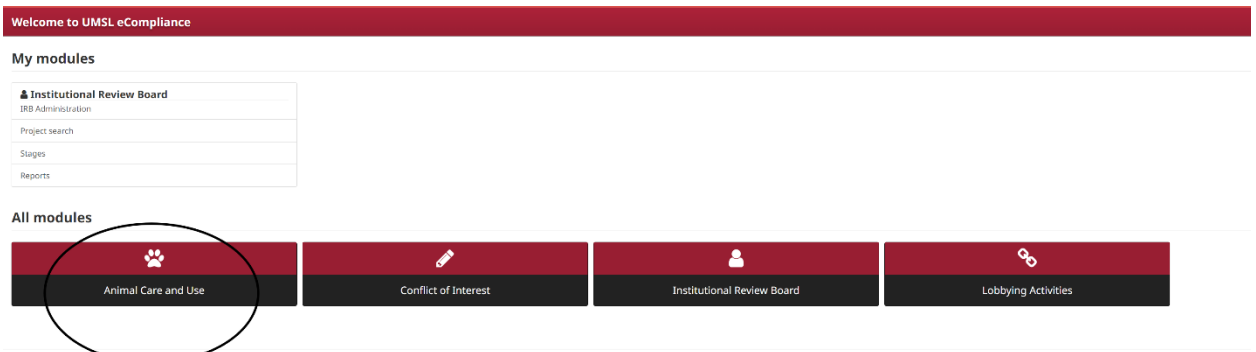 Welcome to UMSL eCompliance
My modules
Institutional Review Board
IRB Administration
Project search
Stages
Reports
All modules
Animal Care and Use
Conflict of Interest
Institutional Review Board
Lobbying Activities